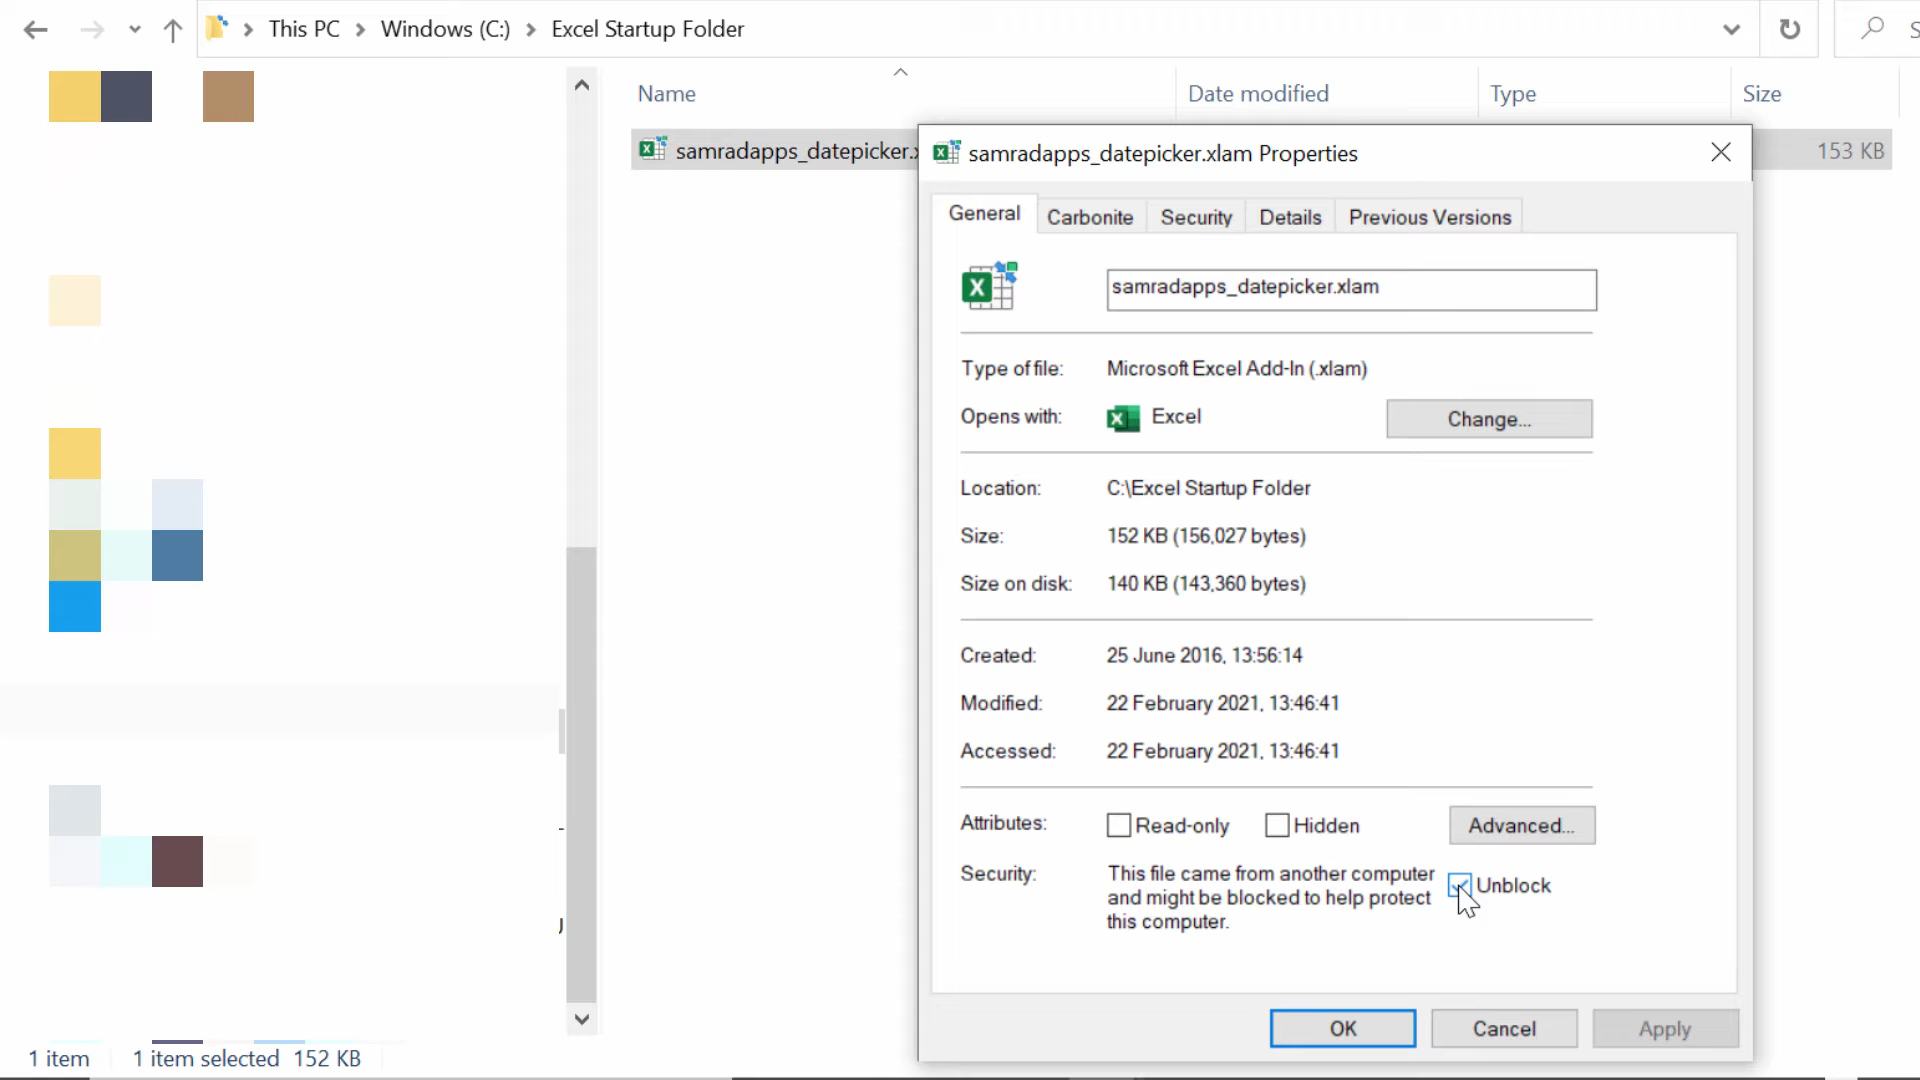 This PC > Windows (C:) > Excel Startup Folder
S
Name
Date modified
Type
Size
samradapps_datepicker.x
153 KB
samradapps_datepicker.xlam Properties
General
Carbonite
Security
Details
Previous Versions
samradapps_datepicker.xlam
Type of file:
Microsoft Excel Add-In (.xlam)
Opens with:
Excel
Change...
Location:
C:\Excel Startup Folder
Size:
152 KB (156,027 bytes)
Size on disk:
140 KB (143,360 bytes)
Created:
25 June 2016, 13:56:14
Modified:
22 February 2021, 13:46:41
Accessed:
22 February 2021, 13:46:41
Attributes:
Read-only
Hidden
Advanced...
Security:
This file came from another computer
and might be blocked to help protect
this computer.
Unblock
OK
Cancel
Apply
1 item
1 item selected 152 KB